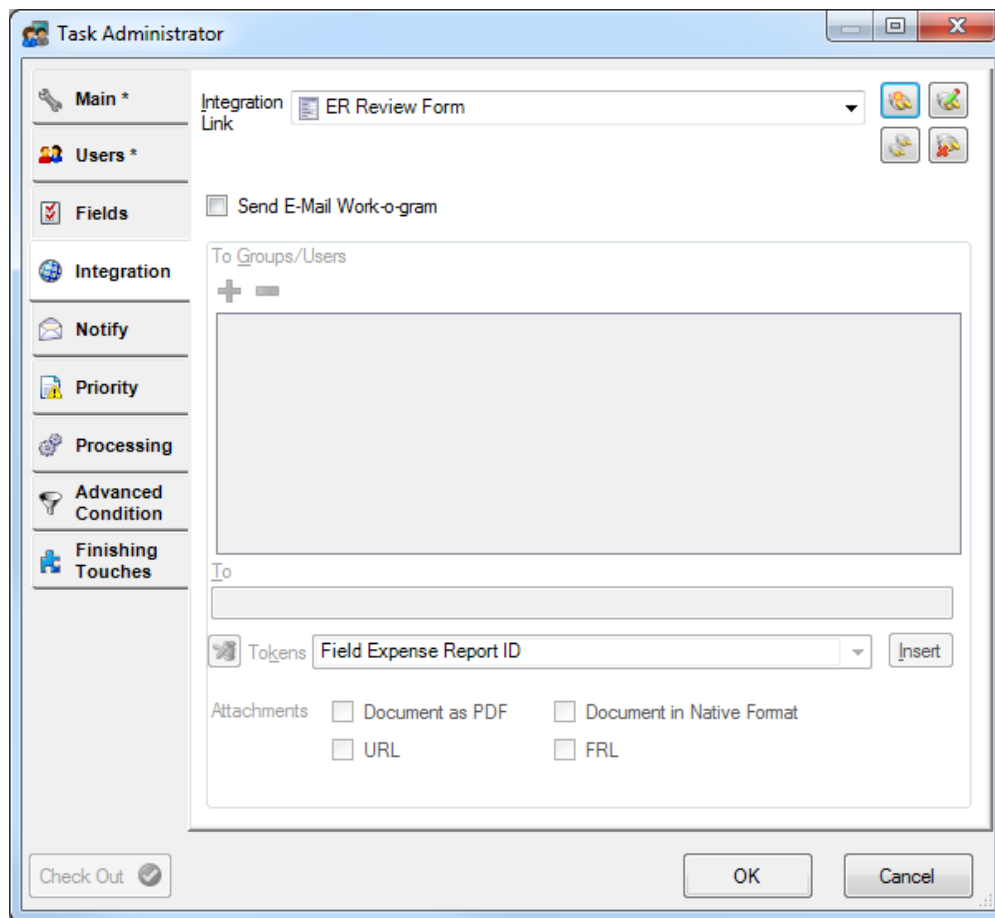 Task Administrator
Main *
Users *
Fields
Integration
Notify
Priority
Processing
Advanced
Condition
Finishing
Touches
Integration
Link
ER Review Form
Send E-Mail Work-o-gram
To Groups/Users
To
Tokens
Field Expense Report ID
Insert
Attachments
Document as PDF
Document in Native Format
URL
FRL
Check Out
OK
Cancel